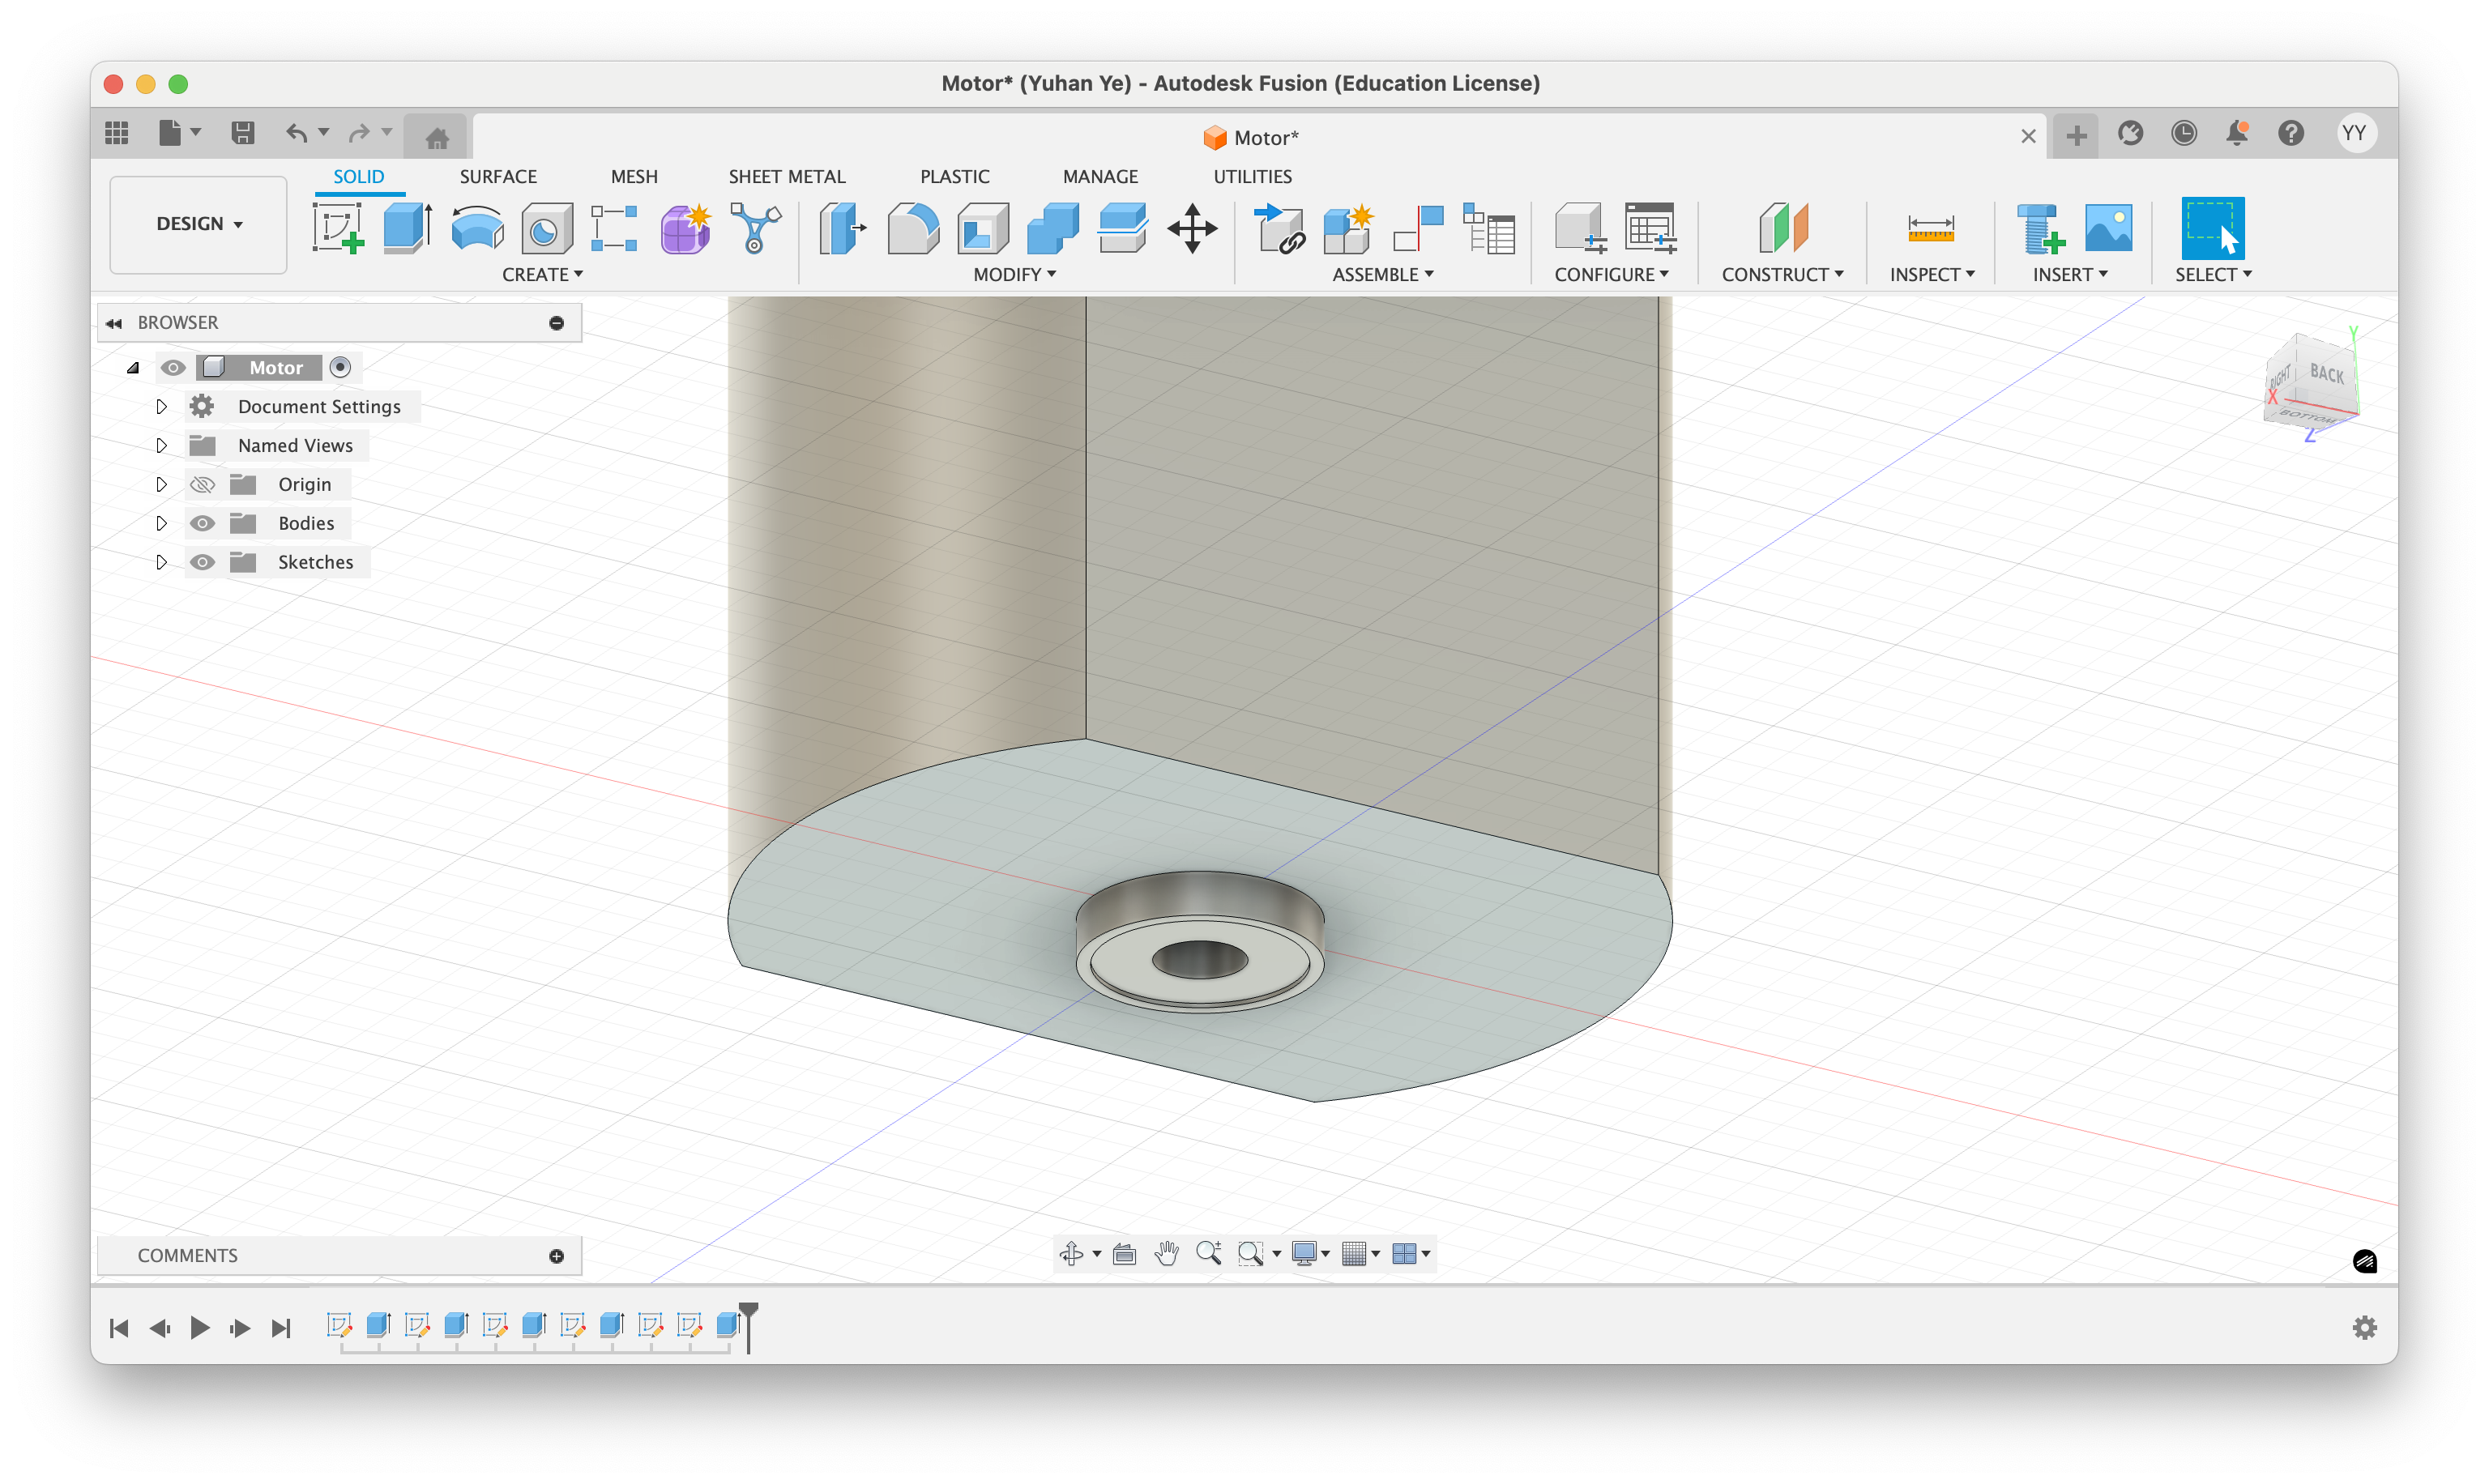 Motor* (Yuhan Ye) - Autodesk Fusion (Education License)
Motor*
YY
DESIGN
SOLID SURFACE MESH SHEET METAL PLASTIC MANAGE UTILITIES
CREATE MODIFY ASSEMBLE CONFIGURE CONSTRUCT INSPECT INSERT SELECT
BROWSER
Motor
Document Settings
Named Views
Origin
Bodies
Sketches
Y
RIGHT BACK
X
BOTTOM
Z
COMMENTS